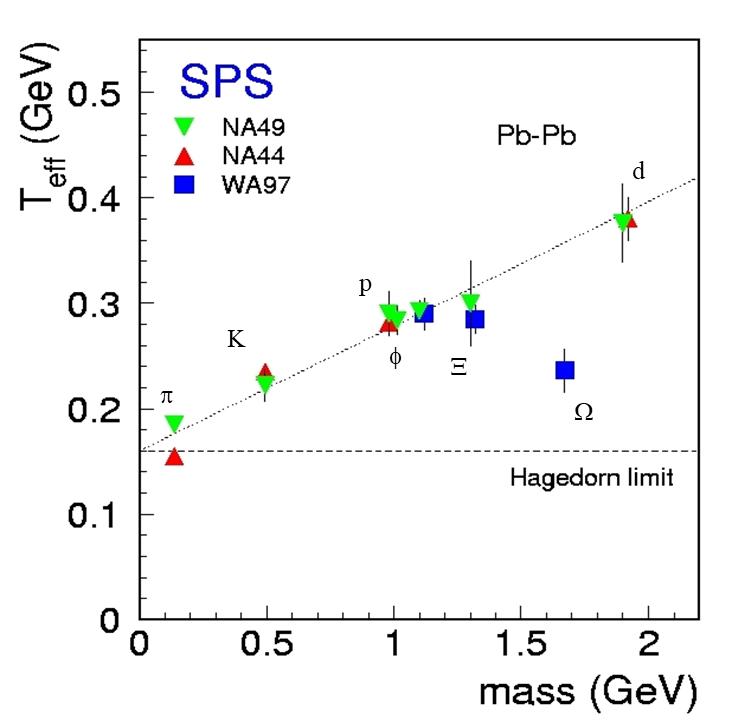 SPS
NA49
NA44
WA97
Pb-Pb
T_eff (GeV)
0.5
0.4
0.3
0.2
0.1
0
d
p
K
ϕ
Ξ
π
Ω
Hagedorn limit
0
0.5
1
1.5
2
mass (GeV)